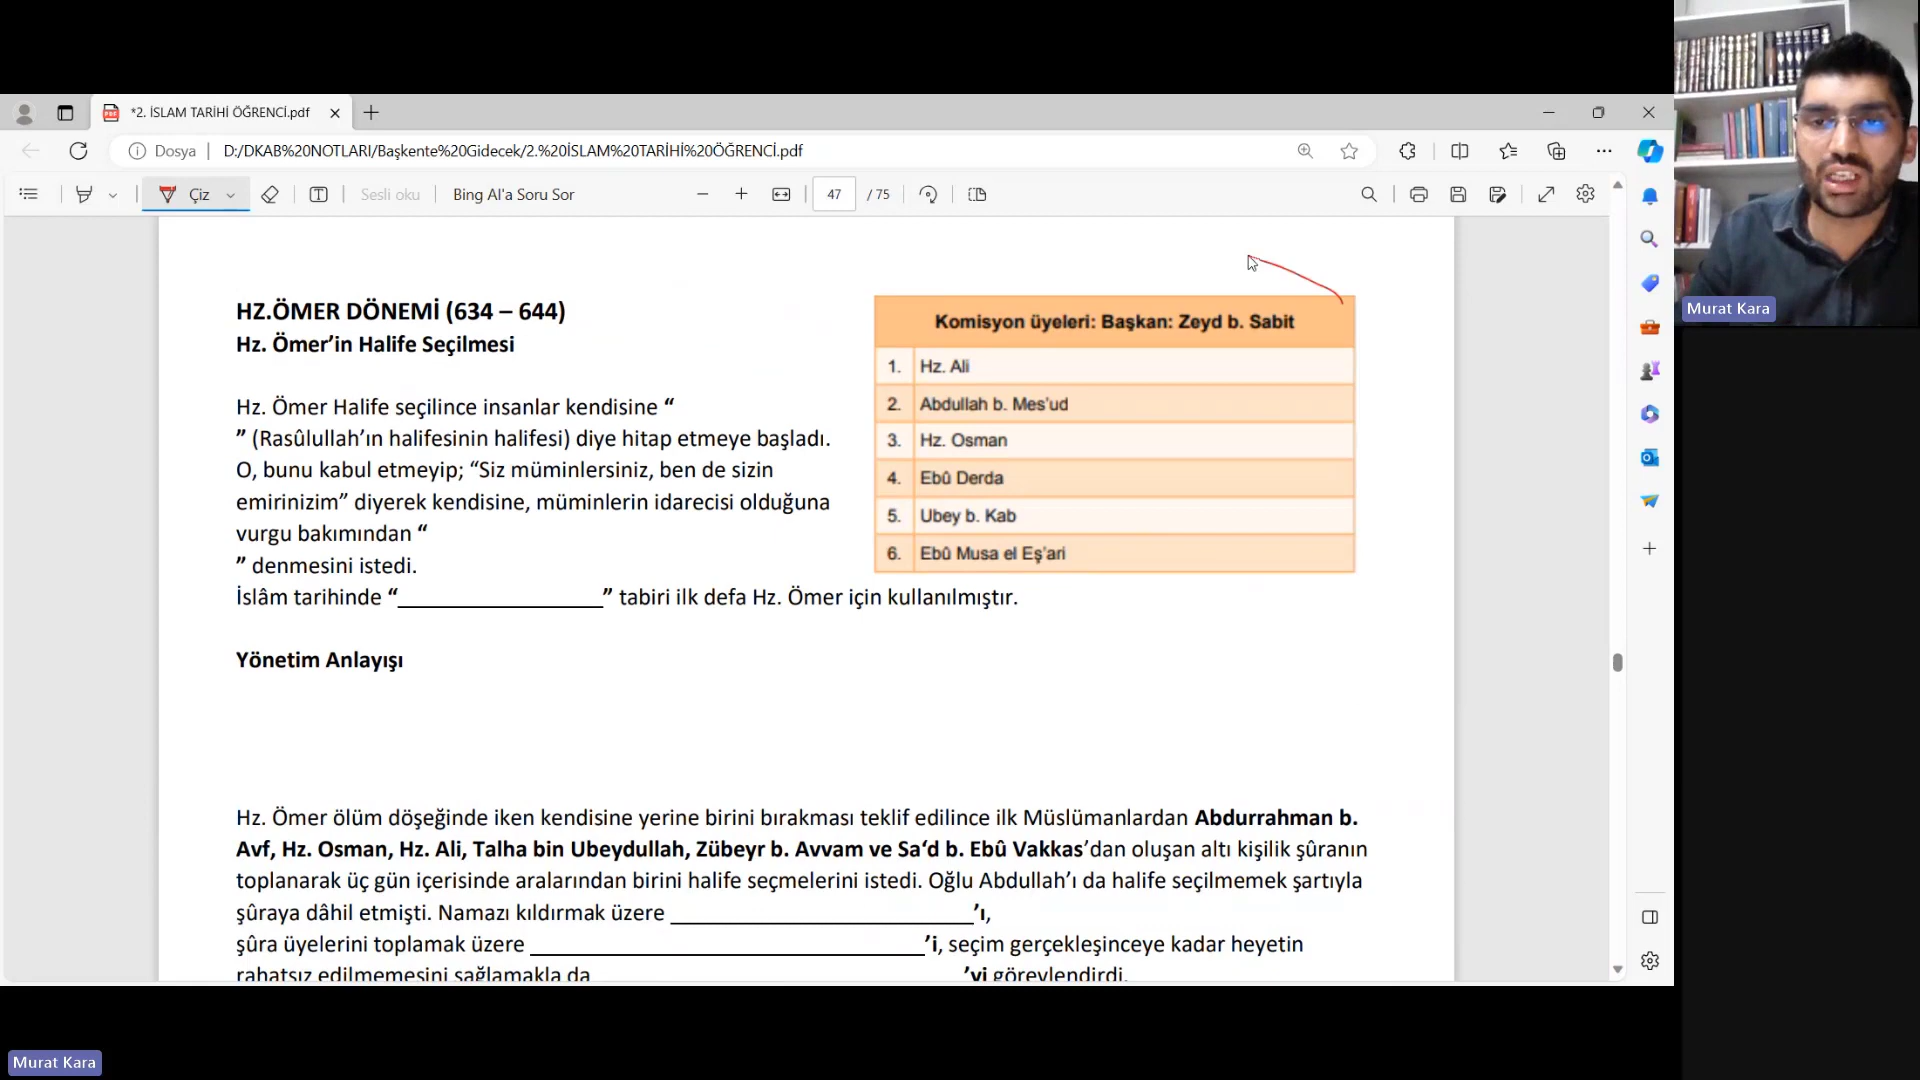 *2. İSLAM TARİHİ ÖĞRENCİ.pdf
Dosya
D:/DKAB%20NOTLARI/Başkente%20Gidecek/2.%20İSLAM%20TARİHİ%20ÖĞRENCİ.pdf
Çiz
Sesli oku
Bing AI'a Soru Sor
47
/ 75
HZ.ÖMER DÖNEMİ (634 – 644)
Hz. Ömer’in Halife Seçilmesi
Hz. Ömer Halife seçilince insanlar kendisine “
” (Rasûlullah’ın halifesinin halifesi) diye hitap etmeye başladı.
O, bunu kabul etmeyip; “Siz müminlersiniz, ben de sizin
emirinizim” diyerek kendisine, müminlerin idarecisi olduğuna
vurgu bakımından “
” denmesini istedi.
İslâm tarihinde “__________________” tabiri ilk defa Hz. Ömer için kullanılmıştır.
Komisyon üyeleri: Başkan: Zeyd b. Sabit
1. Hz. Ali
2. Abdullah b. Mes’ud
3. Hz. Osman
4. Ebû Derda
5. Ubey b. Kab
6. Ebû Musa el Eş’ari
Yönetim Anlayışı
Hz. Ömer ölüm döşeğinde iken kendisine yerine birini bırakması teklif edilince ilk Müslümanlardan Abdurrahman b.
Avf, Hz. Osman, Hz. Ali, Talha bin Ubeydullah, Zübeyr b. Avvam ve Sa‘d b. Ebû Vakkas’dan oluşan altı kişilik şûranın
toplanarak üç gün içerisinde aralarından birini halife seçmelerini istedi. Oğlu Abdullah’ı da halife seçilmemek şartıyla
şûraya dâhil etmişti. Namazı kıldırmak üzere __________________________’ı,
şûra üyelerini toplamak üzere __________________________________’i, seçim gerçekleşinceye kadar heyetin
rahatsız edilmemesini sağlamakla da ’yi görevlendirdi.
Murat Kara
Murat Kara